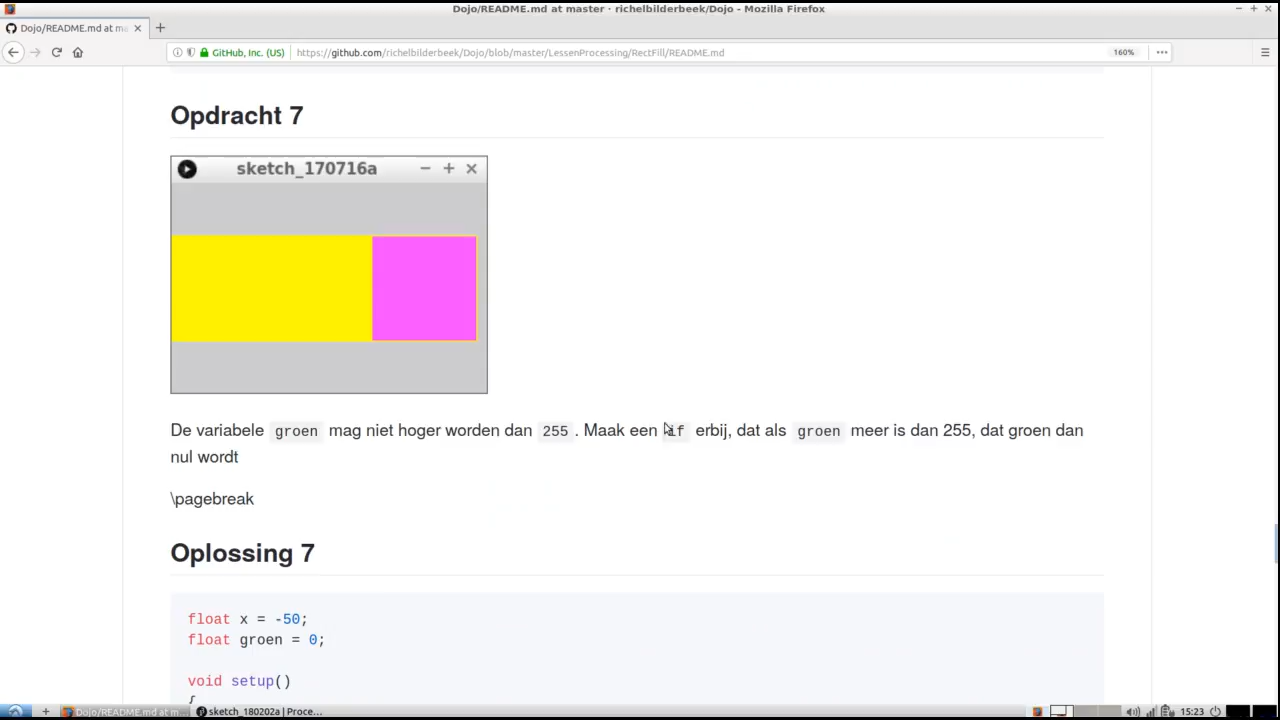 Dojo/README.md at master · richelbilderbeek/Dojo - Mozilla Firefox
Dojo/README.md at ma
GitHub, Inc. (US) https://github.com/richelbilderbeek/Dojo/blob/master/LessenProcessing/RectFill/README.md 160%
Opdracht 7
sketch_170716a
De variabele groen mag niet hoger worden dan 255 . Maak een if erbij, dat als groen meer is dan 255, dat groen dan
nul wordt
\pagebreak
Oplossing 7
float x = -50;
float groen = 0;
void setup()
{
Dojo/README.md at m... sketch_180202a | Proce... 15:23